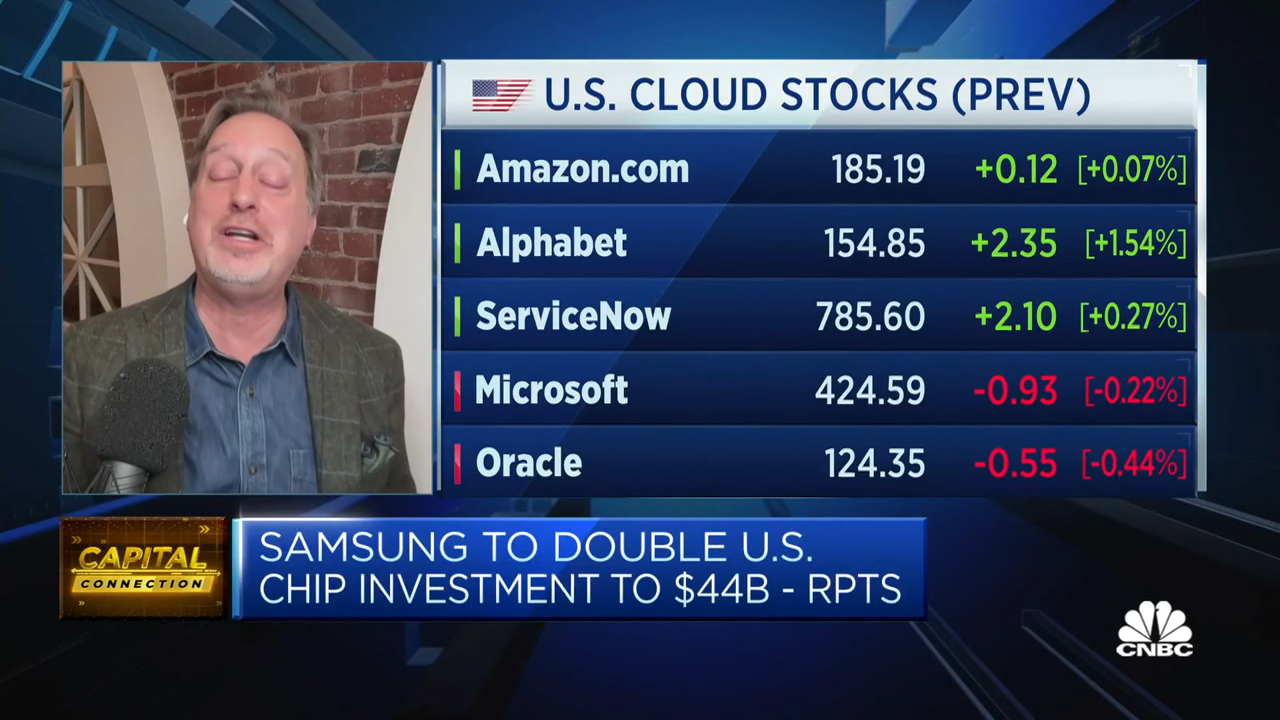 U.S. CLOUD STOCKS (PREV)
Amazon.com 185.19 +0.12 [+0.07%]
Alphabet 154.85 +2.35 [+1.54%]
ServiceNow 785.60 +2.10 [+0.27%]
Microsoft 424.59 -0.93 [-0.22%]
Oracle 124.35 -0.55 [-0.44%]
CAPITAL
CONNECTION
SAMSUNG TO DOUBLE U.S.
CHIP INVESTMENT TO $44B - RPTS
CNBC